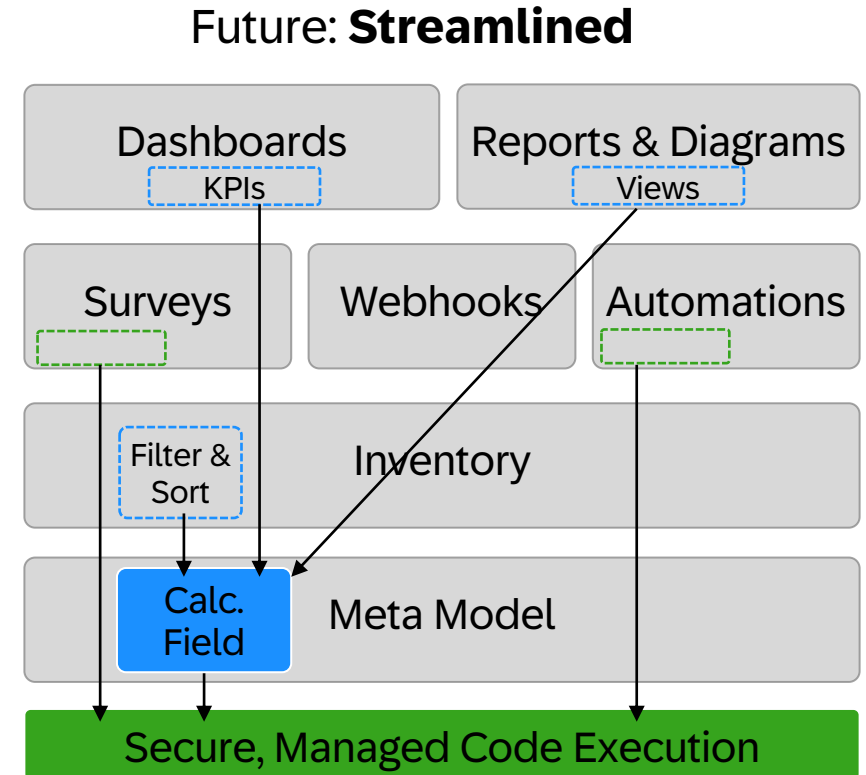 Future: Streamlined
Dashboards
KPIs
Reports & Diagrams
Views
Surveys
Webhooks
Automations
Filter &
Sort
Inventory
Calc.
Field
Meta Model
Secure, Managed Code Execution